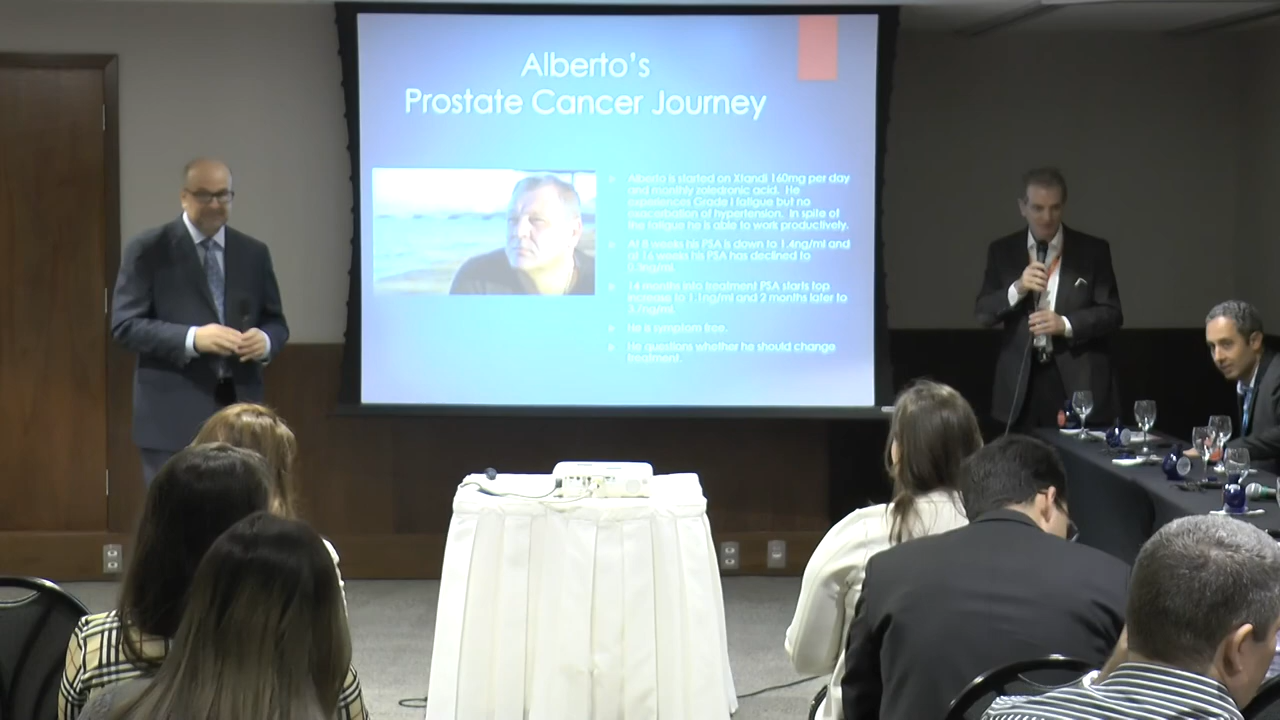 Alberto's
Prostate Cancer Journey
Alberto is started on Xtandi 160mg per day
and monthly zoledronic acid. He
experiences Grade I fatigue but no
exacerbation of hypertension. In spite of
the fatigue he is able to work productively.
At 8 weeks his PSA is down to 1.4ng/ml and
at 16 weeks his PSA has declined to
14 months into treatment PSA starts top
increase to 1.1ng/ml and 2 months later to
He is symptom free.
He questions whether he should change
treatment.